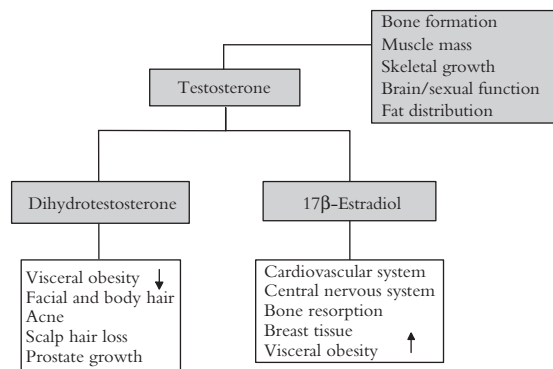 Bone formation
Muscle mass
Skeletal growth
Brain/sexual function
Fat distribution
Testosterone
Dihydrotestosterone
17β-Estradiol
Visceral obesity ↓
Facial and body hair
Acne
Scalp hair loss
Prostate growth
Cardiovascular system
Central nervous system
Bone resorption
Breast tissue
Visceral obesity ↑